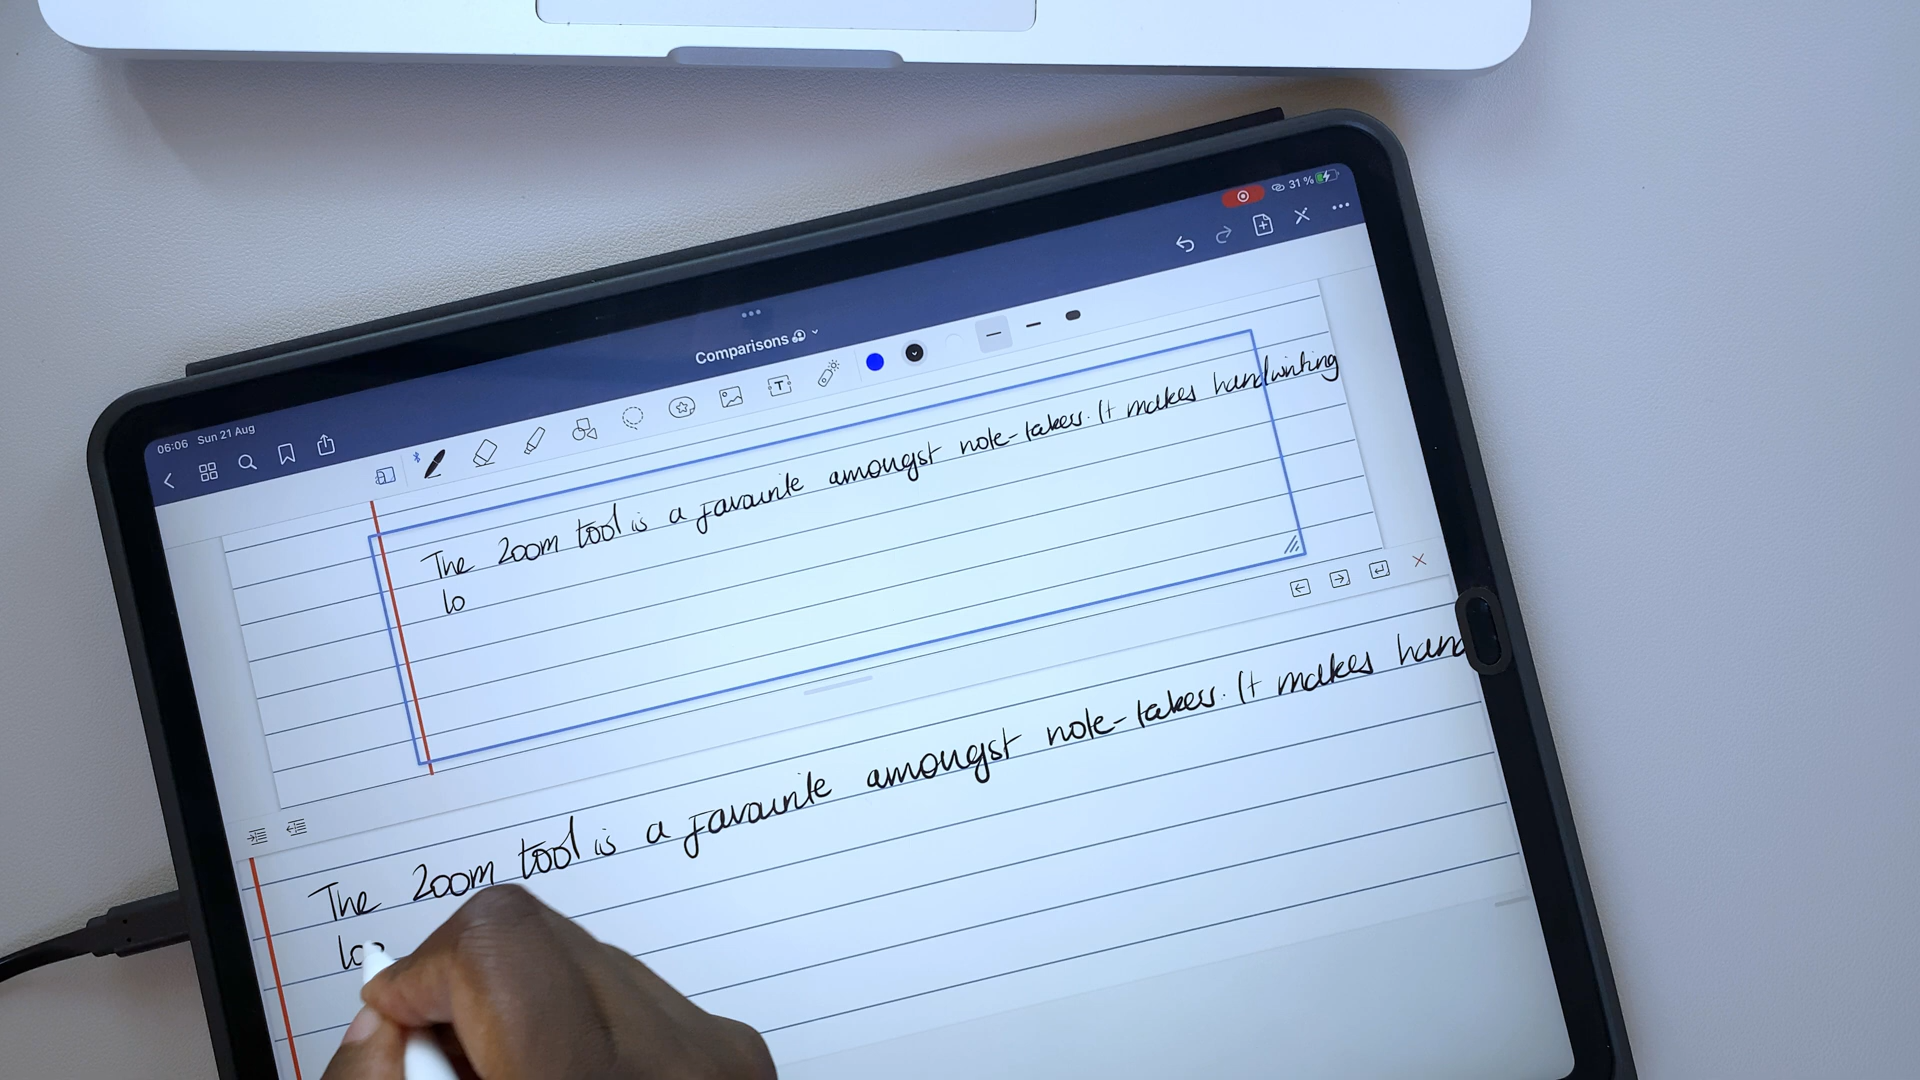 31 %
06:06 Sun 21 Aug
Comparisons
T
The zoom tool is a favourite amongst note-takers. It makes handwriting
lo
The zoom tool is a favourite amongst note-takers. It makes hand
lo